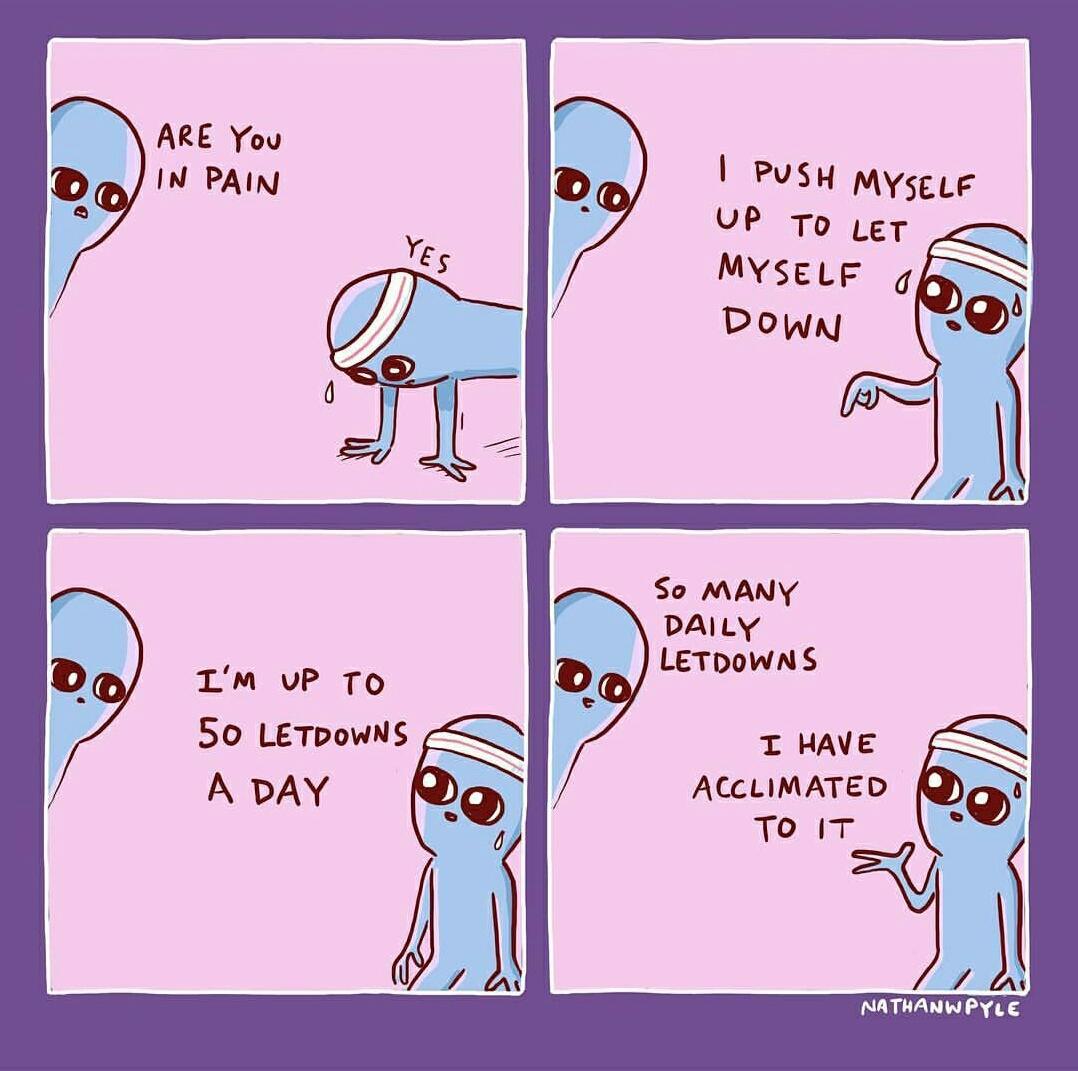 ARE YOU
IN PAIN
YES
I PUSH MYSELF
UP TO LET
MYSELF
DOWN
I'M UP TO
50 LETDOWNS
A DAY
SO MANY
DAILY
LETDOWNS
I HAVE
ACCLIMATED
TO IT
NATHANWPYLE